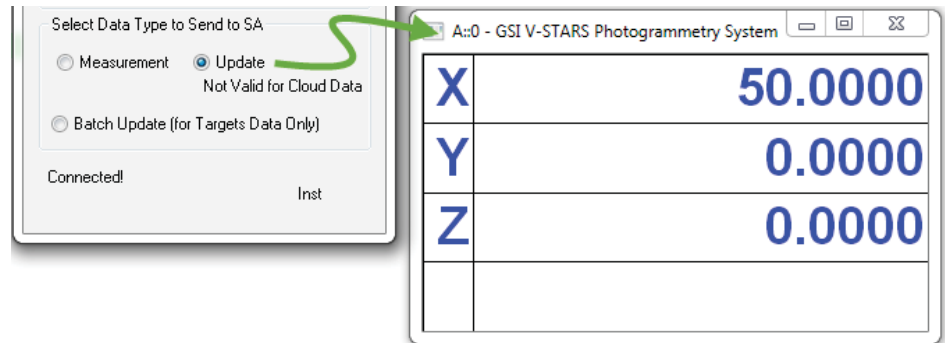 Select Data Type to Send to SA
Measurement Update
Not Valid for Cloud Data
Batch Update (for Targets Data Only)
Connected!
Inst
A::0 - GSI V-STARS Photogrammetry System
X 50.0000
Y 0.0000
Z 0.0000